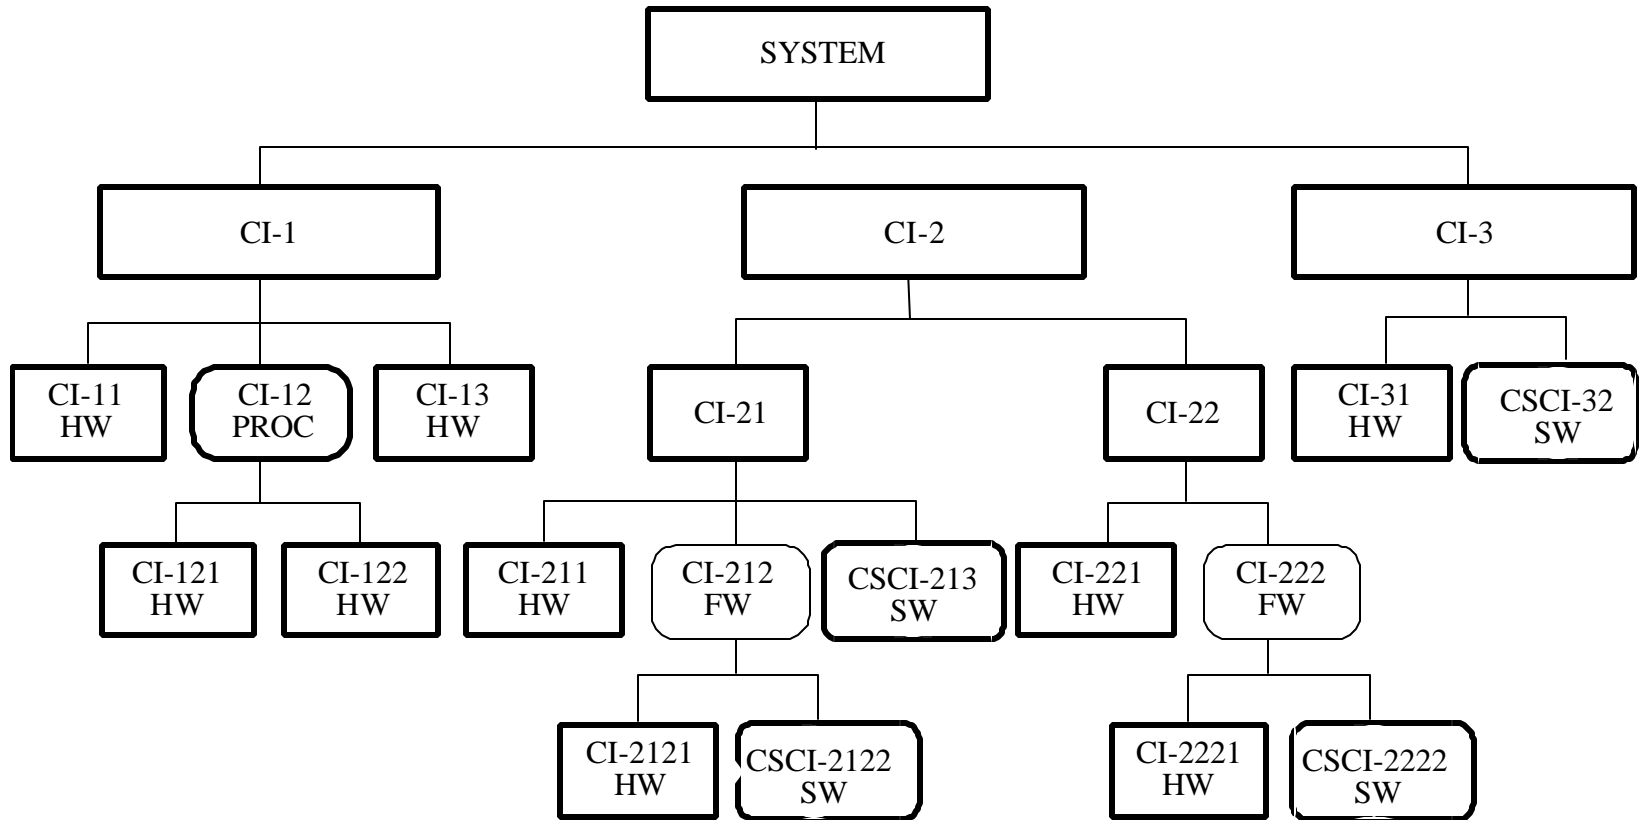 SYSTEM
CI-1
CI-2
CI-3
CI-11
HW
CI-12
PROC
CI-13
HW
CI-21
CI-22
CI-31
HW
CSCI-32
SW
CI-121
HW
CI-122
HW
CI-211
HW
CI-212
FW
CSCI-213
SW
CI-221
HW
CI-222
FW
CI-2121
HW
CSCI-2122
SW
CI-2221
HW
CSCI-2222
SW